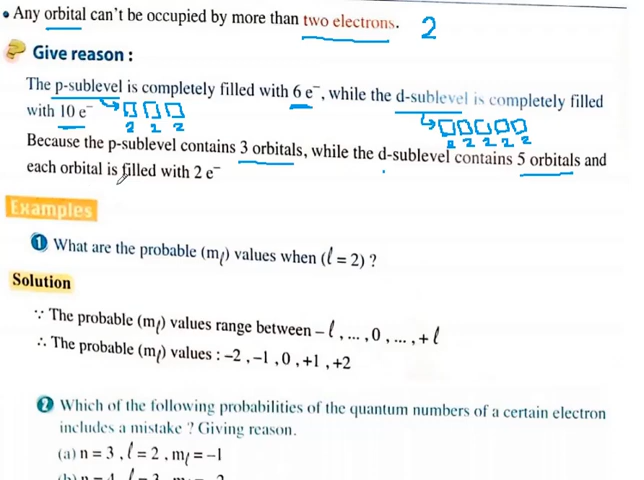 • Any orbital can't be occupied by more than two electrons. 2
? Give reason :
The p-sublevel is completely filled with 6 e⁻, while the d-sublevel is completely filled
with 10 e⁻
2 2 2 2 2 2 2 2
Because the p-sublevel contains 3 orbitals, while the d-sublevel contains 5 orbitals and
each orbital is filled with 2 e⁻
Examples
1 What are the probable (mℓ) values when (ℓ = 2) ?
Solution
∵ The probable (mℓ) values range between – ℓ , ... , 0 , ... , + ℓ
∴ The probable (mℓ) values : –2 , –1 , 0 , +1 , +2
2 Which of the following probabilities of the quantum numbers of a certain electron
includes a mistake ? Giving reason.
(a) n = 3 , ℓ = 2 , mℓ = –1